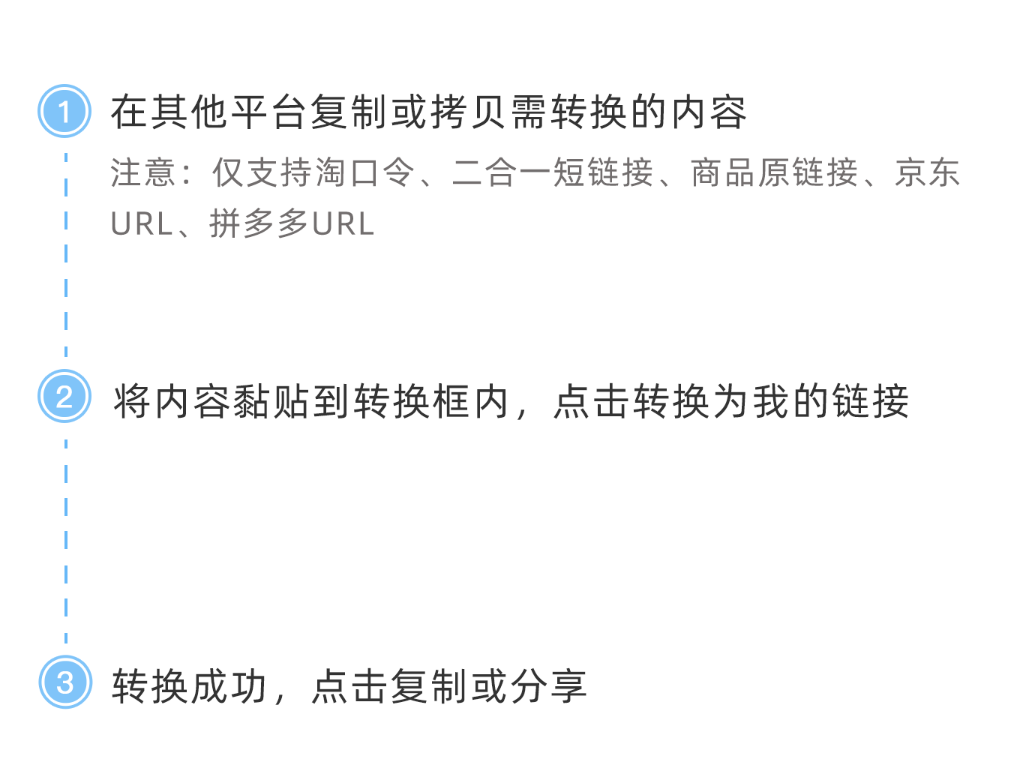 1 在其他平台复制或拷贝需转换的内容
注意：仅支持淘口令、二合一短链接、商品原链接、京东
URL、拼多多URL
2 将内容黏贴到转换框内，点击转换为我的链接
3 转换成功，点击复制或分享